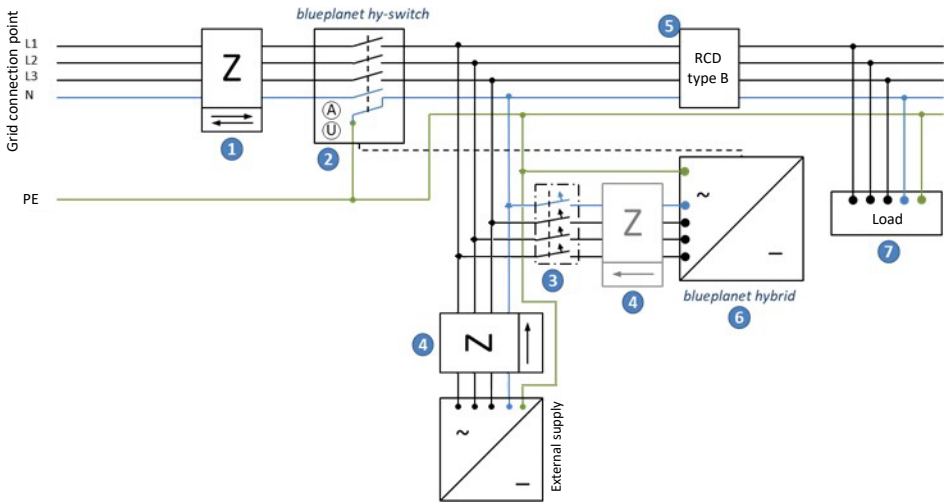 blueplanet hy-switch
Grid connection point
L1
L2
L3
N
Z
1
A
U
2
5
RCD
type B
PE
3
Z
4
~
–
blueplanet hybrid
6
Load
7
4
Z
~
–
External supply